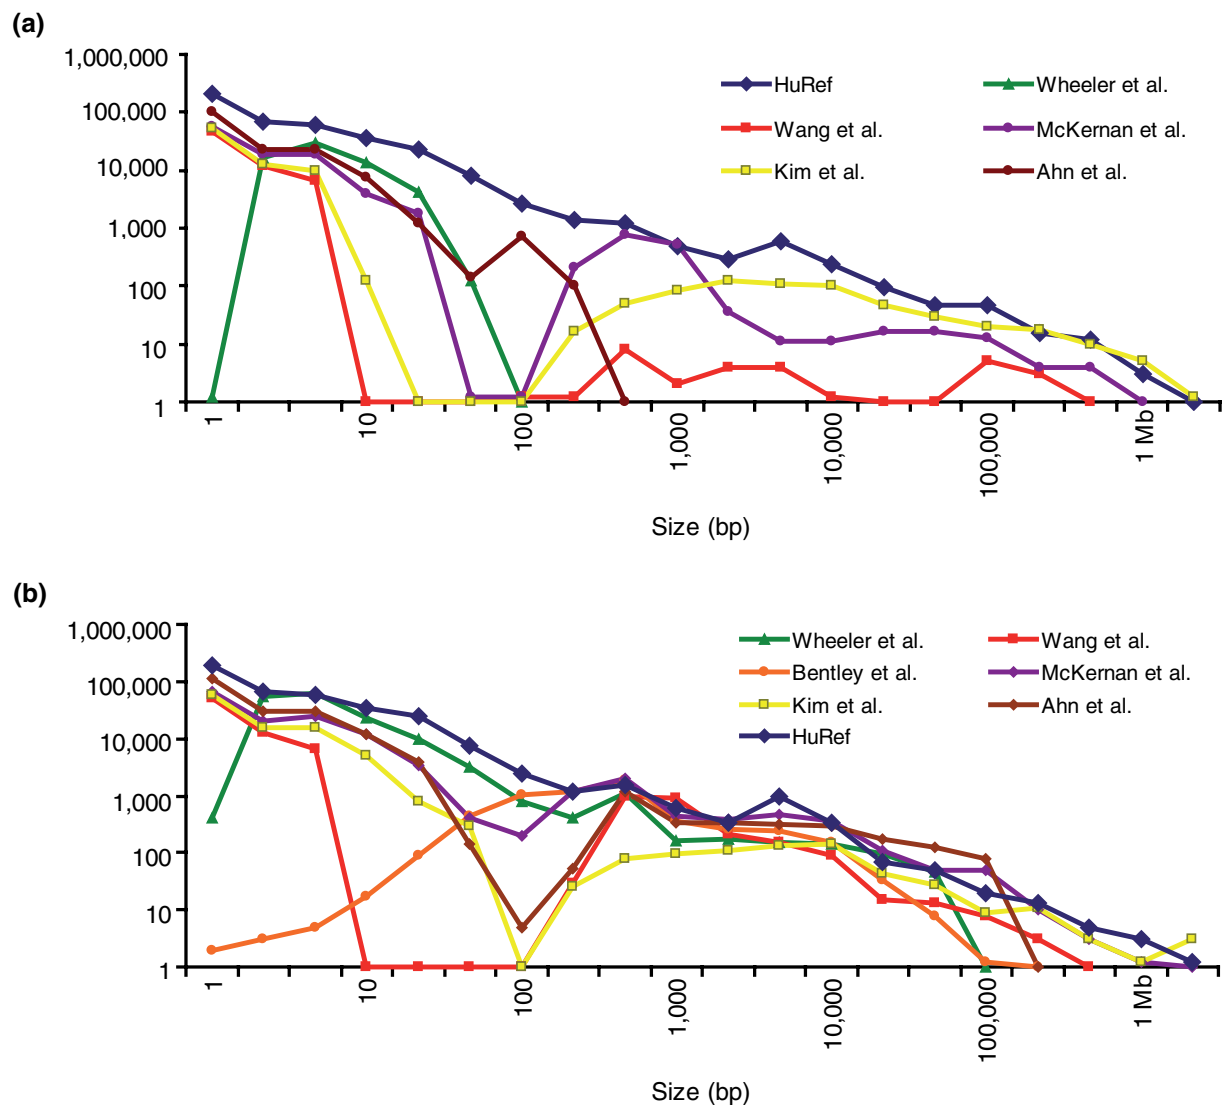 (a)
1,000,000
100,000
10,000
1,000
100
10
1
HuRef
Wheeler et al.
Wang et al.
McKernan et al.
Kim et al.
Ahn et al.
1
10
100
1,000
10,000
100,000
1 Mb
Size (bp)
(b)
1,000,000
100,000
10,000
1,000
100
10
1
Wheeler et al.
Wang et al.
Bentley et al.
McKernan et al.
Kim et al.
Ahn et al.
HuRef
1
10
100
1,000
10,000
100,000
1 Mb
Size (bp)